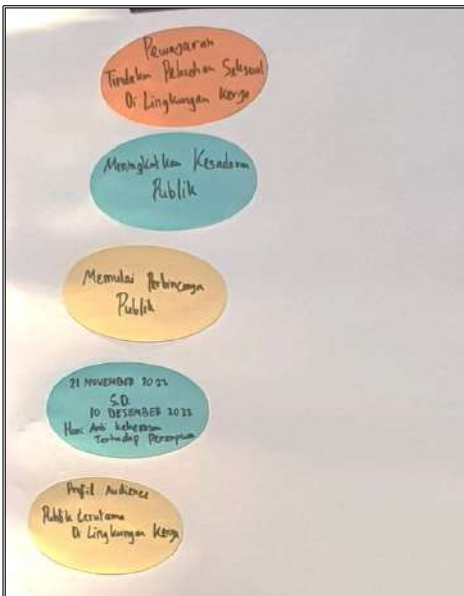 Pewajaran
Tindakan Pelecehan Seksual
Di Lingkungan Kerja
Meningkatkan Kesadaran
Publik
Memulai Perbincangan
Publik
21 NOVEMBER 2022
S.D.
10 DESEMBER 2022
Hari Anti kekerasan
Terhadap Perempuan
Profil Audience
Publik terutama
Di Lingkungan Kerja